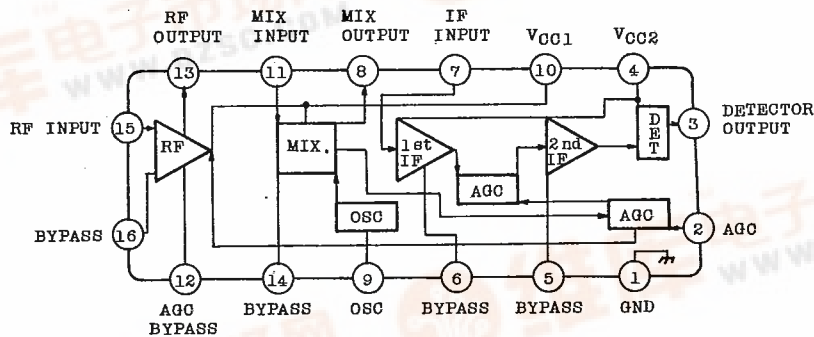 RF OUTPUT
MIX INPUT
MIX OUTPUT
IF INPUT
VCC1
VCC2
13
11
8
7
10
4
RF INPUT
15
RF
MIX.
1st IF
2nd IF
DET
3
DETECTOR OUTPUT
AGC
OSC
AGC
BYPASS
16
2
AGC
12
14
9
6
5
1
AGC BYPASS
BYPASS
OSC
BYPASS
BYPASS
GND